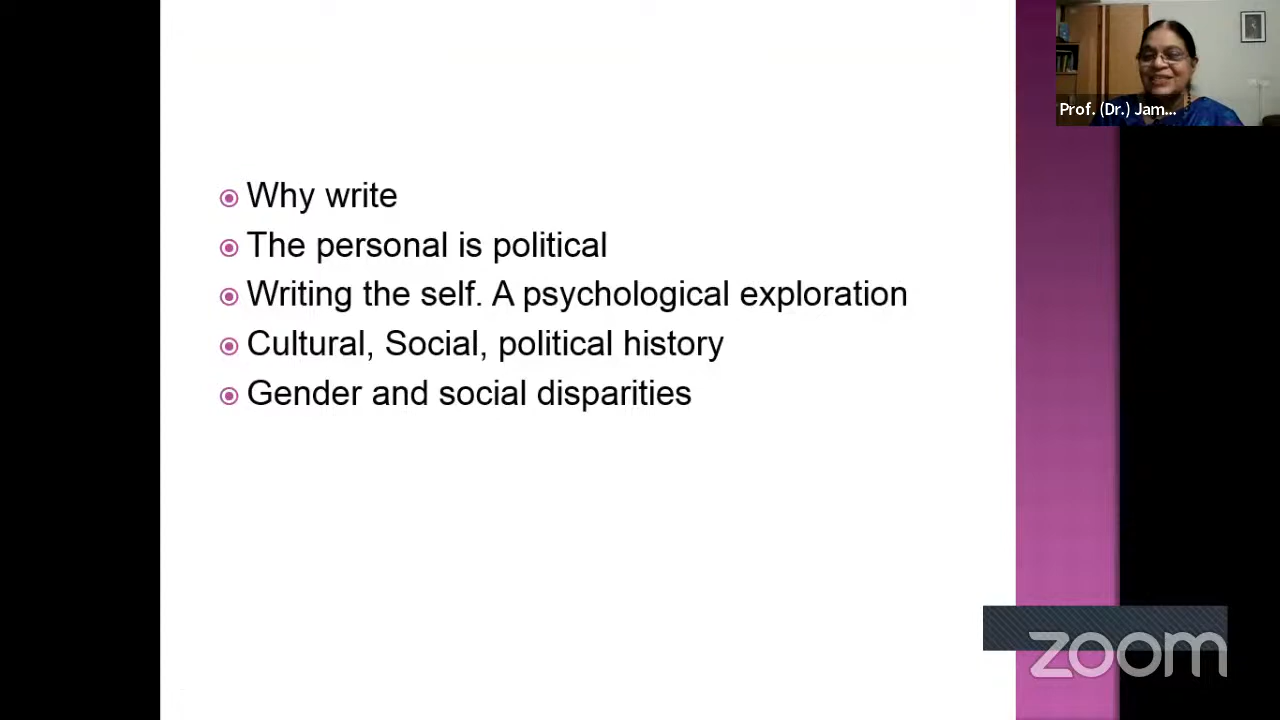 Prof. (Dr.) Jam...
Why write
The personal is political
Writing the self. A psychological exploration
Cultural, Social, political history
Gender and social disparities
zoom